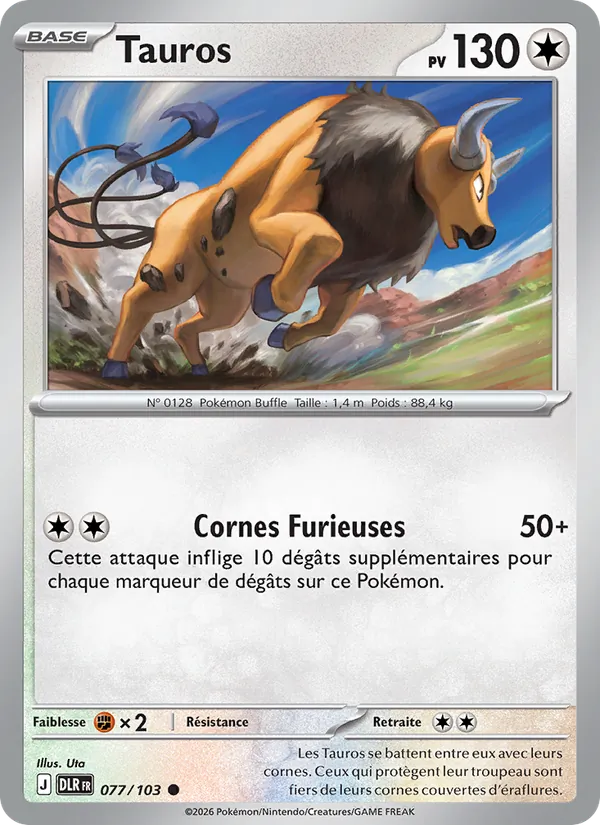 BASE
Tauros
PV 130
N° 0128 Pokémon Buffle Taille : 1,4 m Poids : 88,4 kg
Cornes Furieuses 50+
Cette attaque inflige 10 dégâts supplémentaires pour
chaque marqueur de dégâts sur ce Pokémon.
Faiblesse ×2 Résistance Retraite
Illus. Uta
Les Tauros se battent entre eux avec leurs
cornes. Ceux qui protègent leur troupeau sont
fiers de leurs cornes couvertes d'éraflures.
J DLR FR 077/103
©2026 Pokémon/Nintendo/Creatures/GAME FREAK